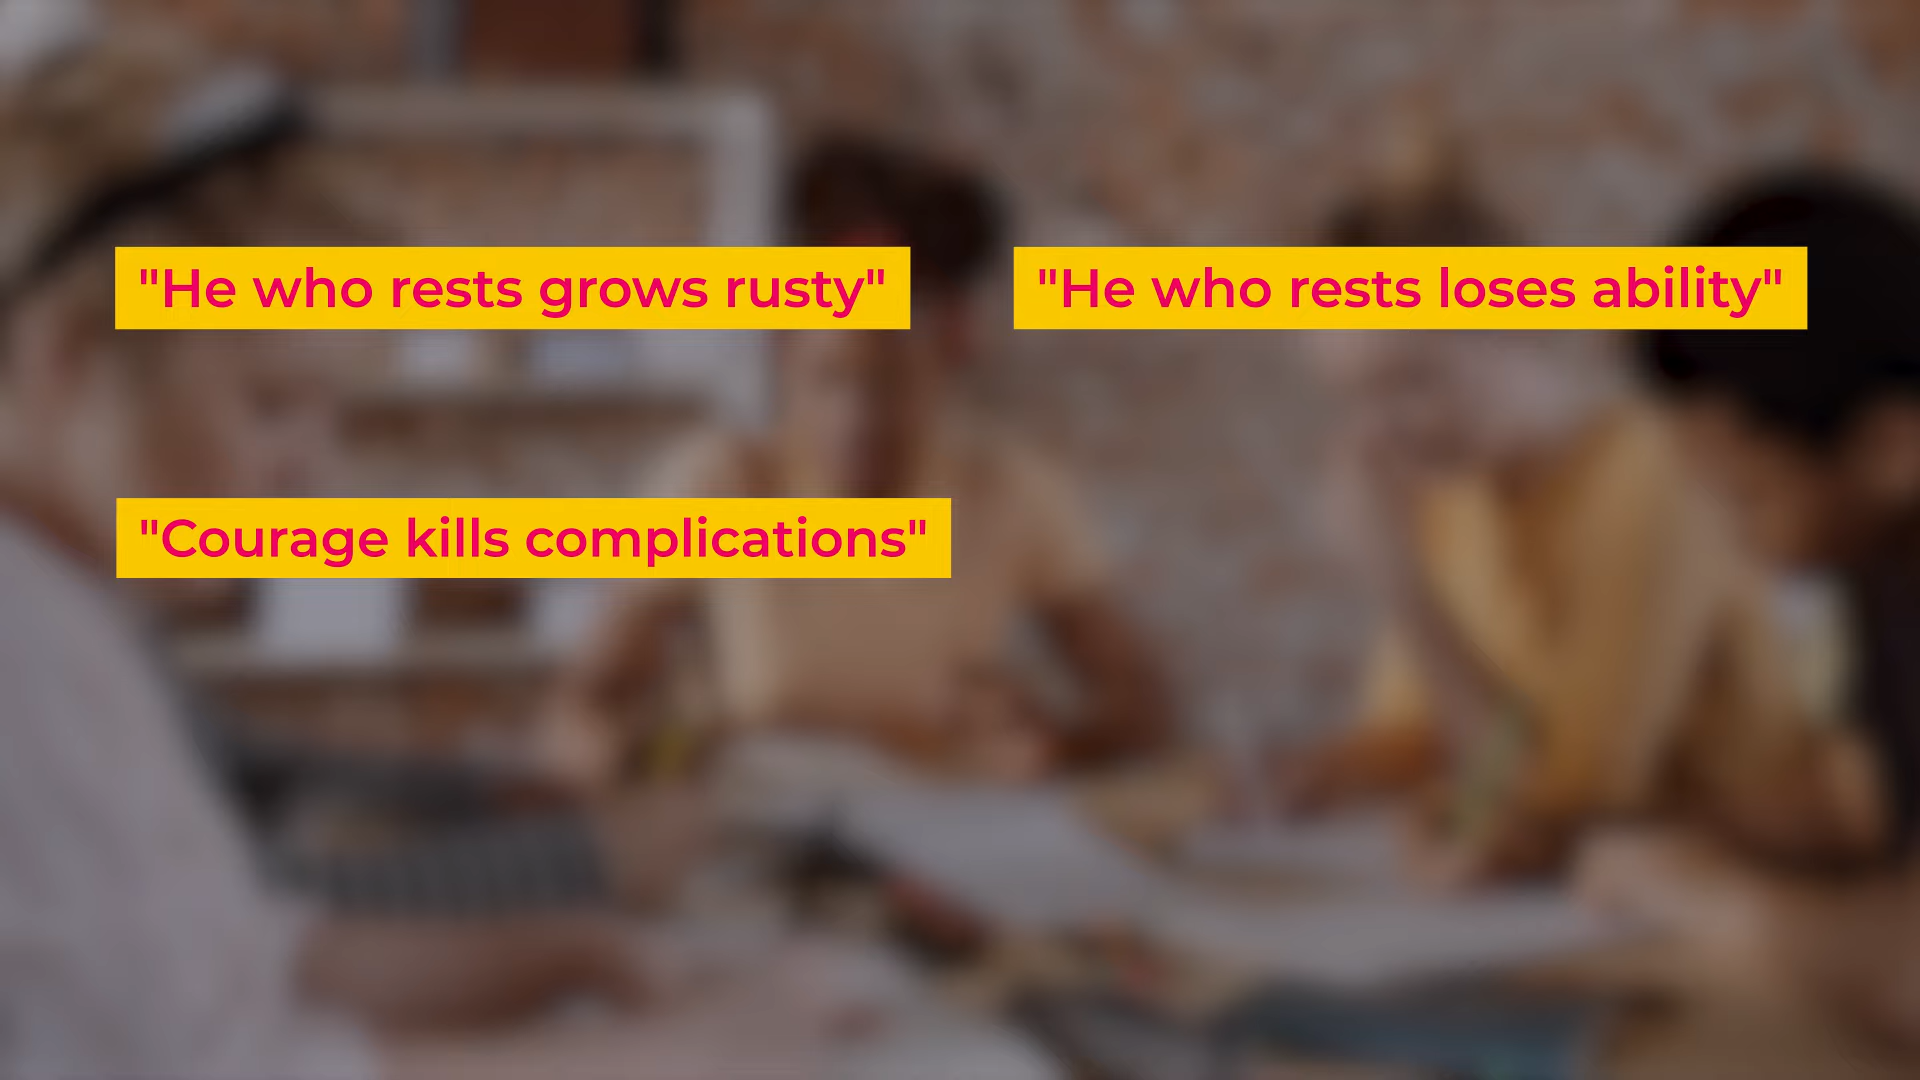 "He who rests grows rusty"
"He who rests loses ability"
"Courage kills complications"